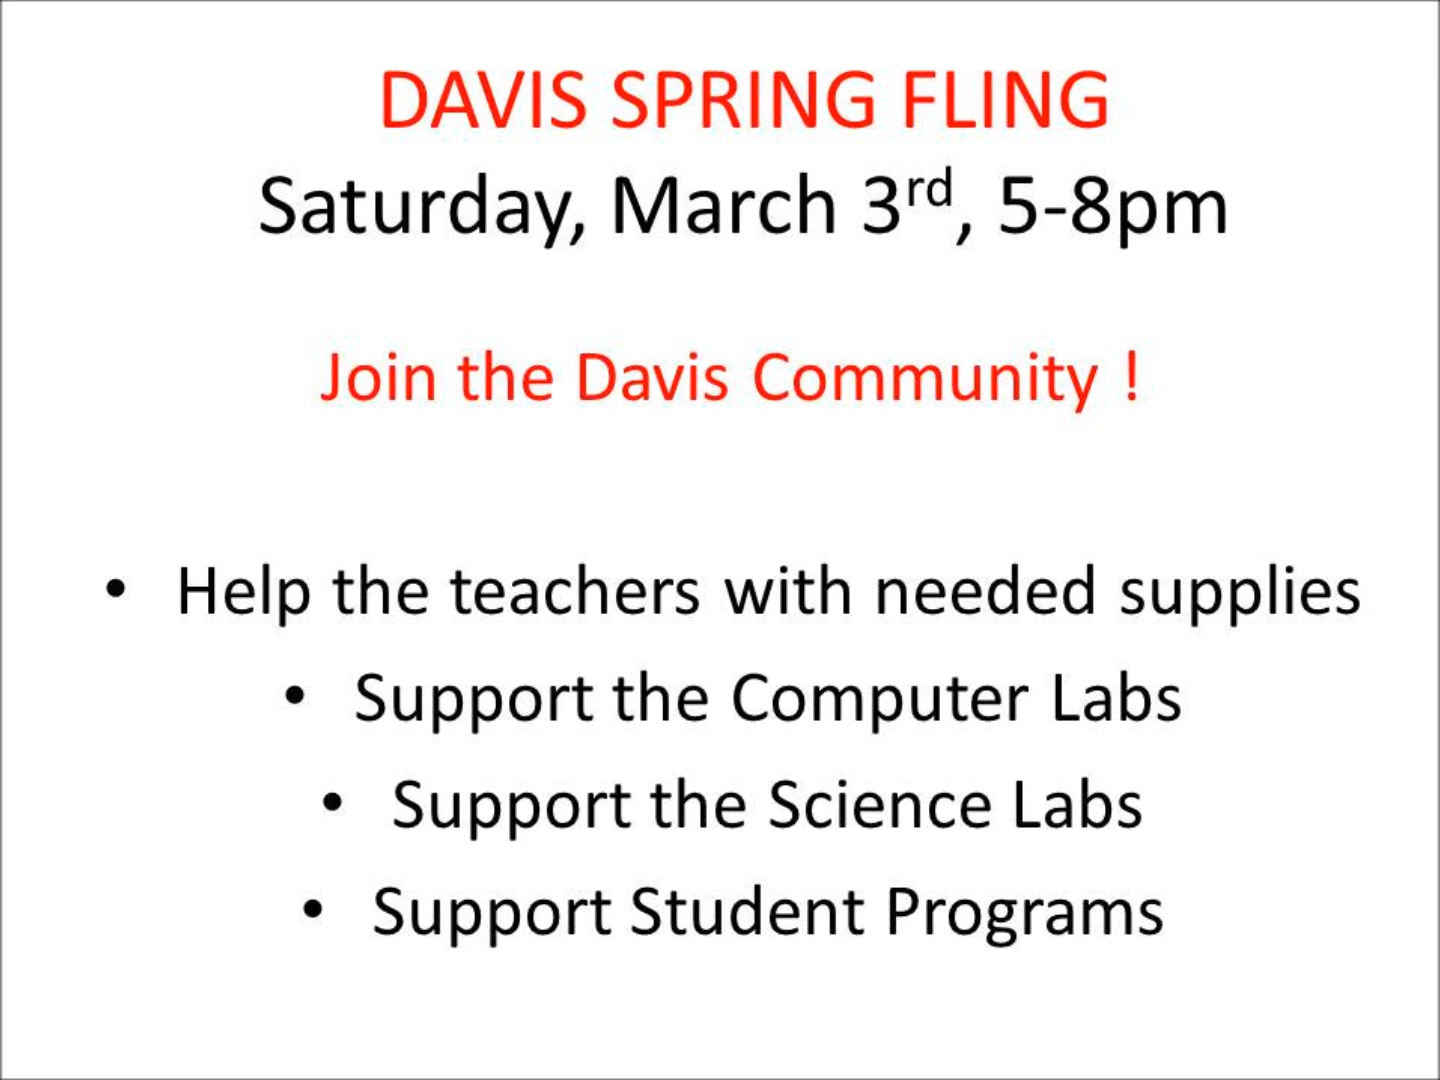 DAVIS SPRING FLING
Saturday, March 3rd, 5-8pm
Join the Davis Community !
• Help the teachers with needed supplies
• Support the Computer Labs
• Support the Science Labs
• Support Student Programs